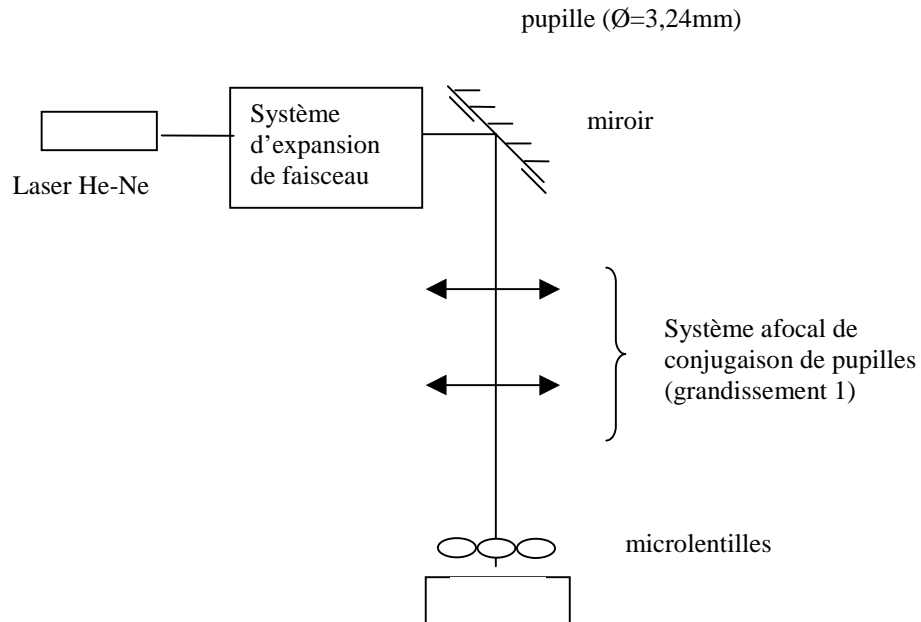 pupille (Ø=3,24mm)
Système
d'expansion
de faisceau
miroir
Laser He-Ne
Système afocal de
conjugaison de pupilles
(grandissement 1)
microlentilles